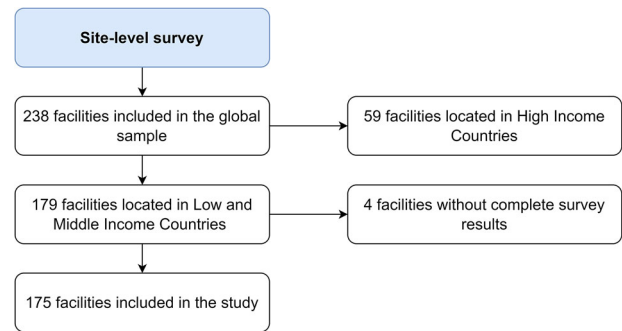 Site-level survey
238 facilities included in the global
sample
59 facilities located in High Income
Countries
179 facilities located in Low and
Middle Income Countries
4 facilities without complete survey
results
175 facilities included in the study